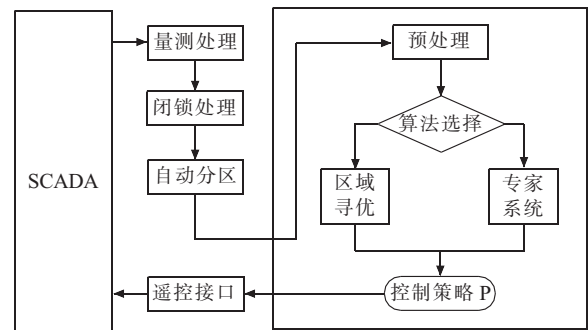 SCADA
量测处理
闭锁处理
自动分区
遥控接口
预处理
算法选择
区域
寻优
专家
系统
控制策略 P